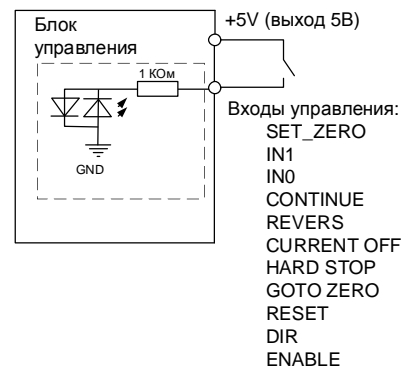 Блок
управления
+5V (выход 5В)
1 КОм
GND
Входы управления:
SET_ZERO
IN1
IN0
CONTINUE
REVERS
CURRENT OFF
HARD STOP
GOTO ZERO
RESET
DIR
ENABLE